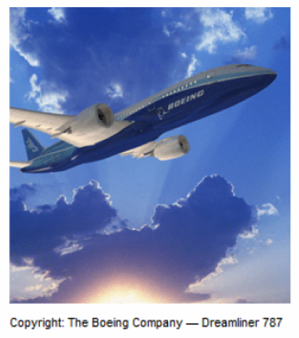 BOEING
Copyright: The Boeing Company — Dreamliner 787